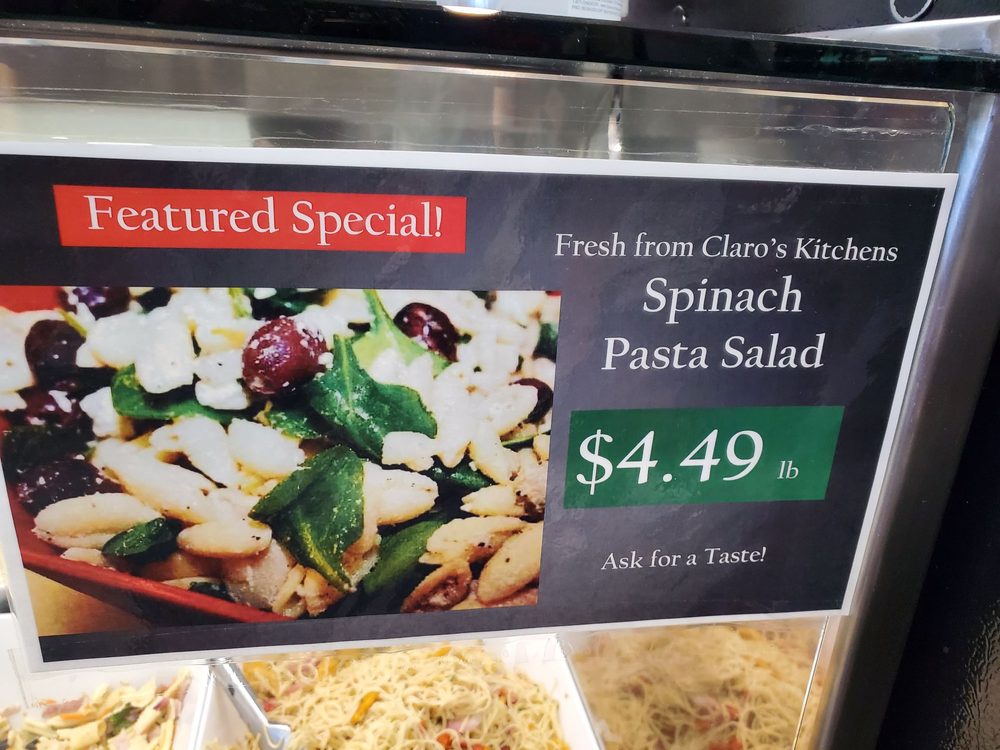 Featured Special!
Fresh from Claro's Kitchens
Spinach
Pasta Salad
$4.49 lb
Ask for a Taste!